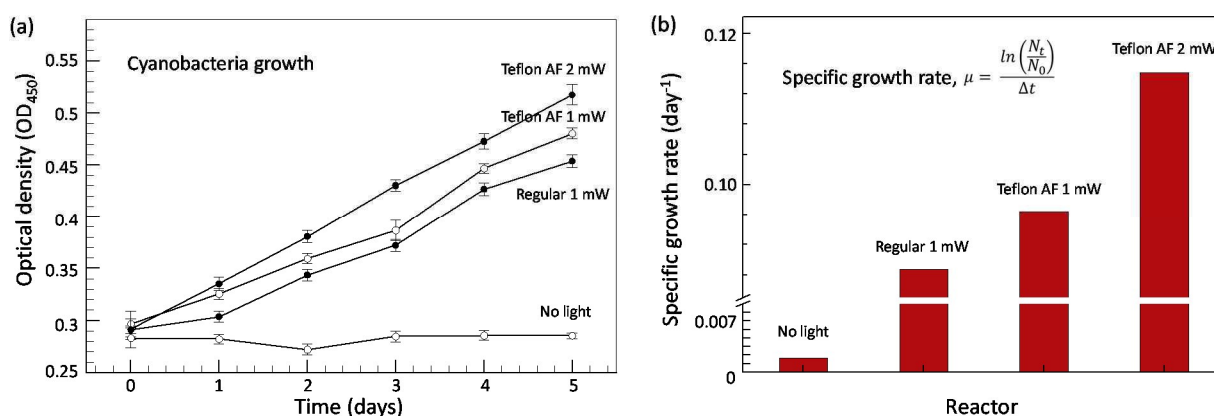 (a)
Cyanobacteria growth
Optical density (OD450)
0.55
0.5
0.45
0.4
0.35
0.3
0.25
Teflon AF 2 mW
Teflon AF 1 mW
Regular 1 mW
No light
0 1 2 3 4 5
Time (days)
(b)
Specific growth rate (day-1)
0.12
0.10
0.007
0
Specific growth rate, μ = ln(Nt/N0)/Δt
Teflon AF 2 mW
Teflon AF 1 mW
Regular 1 mW
No light
Reactor